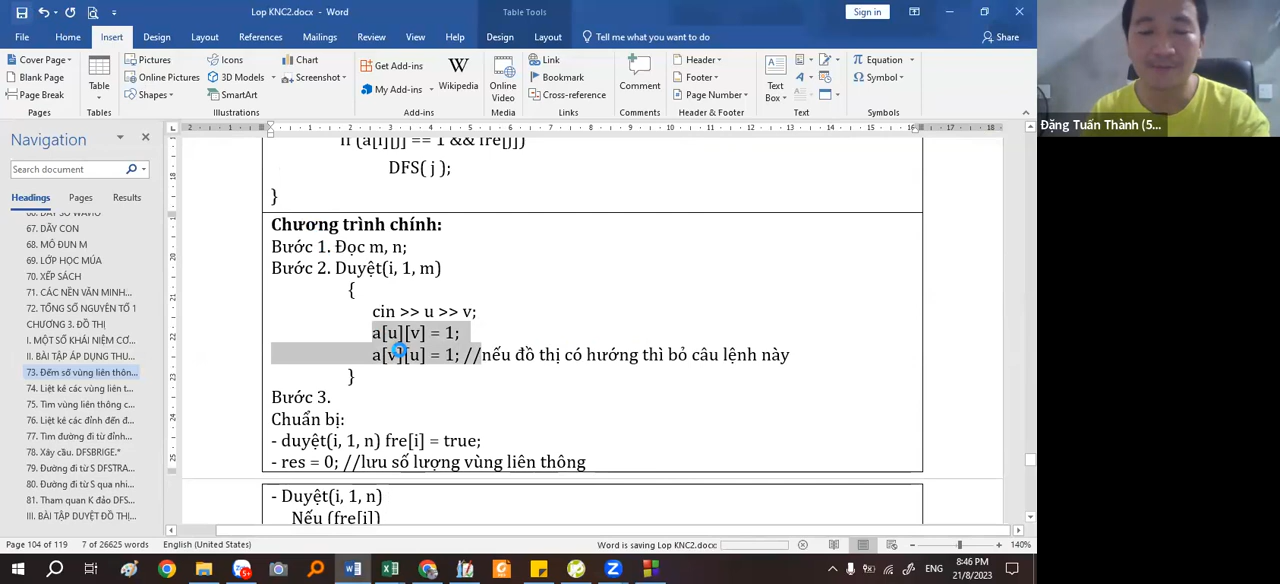 Lop KNC2.docx - Word
Table Tools
Sign in
File Home Insert Design Layout References Mailings Review View Help Design Layout Tell me what you want to do Share
Cover Page
Blank Page
Page Break
Pages
Table
Tables
Pictures
Online Pictures
Shapes
Icons
3D Models
SmartArt
Chart
Screenshot
Illustrations
Get Add-ins
My Add-ins
Wikipedia
Add-ins
Online Video
Media
Link
Bookmark
Cross-reference
Links
Comment
Comments
Header
Footer
Page Number
Header & Footer
Text Box
Text
Equation
Symbol
Symbols
Đặng Tuấn Thành (5...
Navigation
Search document
Headings Pages Results
67. DÃY CON
68. MÔ ĐUN M
69. LỚP HỌC MÚA
70. XẾP SÁCH
71. CÁC NỀN VĂN MINH...
72. TỔNG SỐ NGUYÊN TỐ 1
CHƯƠNG 3. ĐỒ THỊ
I. MỘT SỐ KHÁI NIỆM CƠ...
II. BÀI TẬP ÁP DỤNG THU...
73. Đếm số vùng liên thôn...
74. Liệt kê các vùng liên t...
75. Tìm vùng liên thông c...
76. Liệt kê các đỉnh đến đ...
77. Tìm đường đi từ đỉnh...
78. Xây cầu. DFSBRIGE.*
79. Đường đi từ S DFSTRA...
80. Đường đi từ S qua nhi...
81. Tham quan K đảo DFS...
III. BÀI TẬP DUYỆT ĐỒ THỊ...
(a[i][j] == 1 && fre[j])
DFS( j );
}
Chương trình chính:
Bước 1. Đọc m, n;
Bước 2. Duyệt(i, 1, m)
{
cin >> u >> v;
a[u][v] = 1;
a[v][u] = 1; //nếu đồ thị có hướng thì bỏ câu lệnh này
}
Bước 3.
Chuẩn bị:
- duyệt(i, 1, n) fre[i] = true;
- res = 0; //lưu số lượng vùng liên thông
- Duyệt(i, 1, n)
Nếu (fre[i])
Page 104 of 119 7 of 26625 words English (United States) Word is saving Lop KNC2.docx: 140%
ENG
8:46 PM
21/8/2023